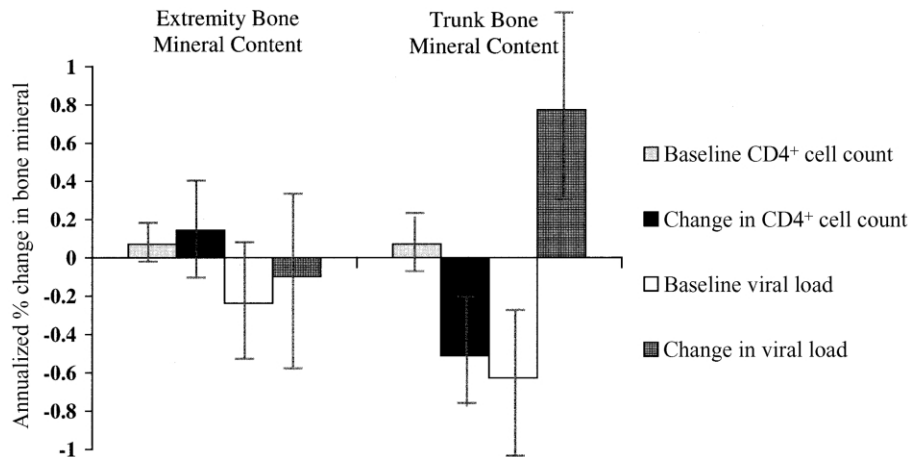 Extremity Bone
Mineral Content
Trunk Bone
Mineral Content
Annualized % change in bone mineral
1
0.8
0.6
0.4
0.2
0
-0.2
-0.4
-0.6
-0.8
-1
Baseline CD4⁺ cell count
Change in CD4⁺ cell count
Baseline viral load
Change in viral load